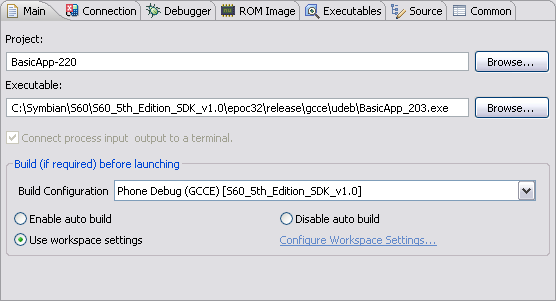 Main Connection Debugger ROM Image Executables Source Common
Project:
BasicApp-220 Browse...
Executable:
C:\Symbian\S60\S60_5th_Edition_SDK_v1.0\epoc32\release\gcce\udeb\BasicApp_203.exe Browse...
Connect process input output to a terminal.
Build (if required) before launching
Build Configuration Phone Debug (GCCE) [S60_5th_Edition_SDK_v1.0]
Enable auto build Disable auto build
Use workspace settings Configure Workspace Settings...